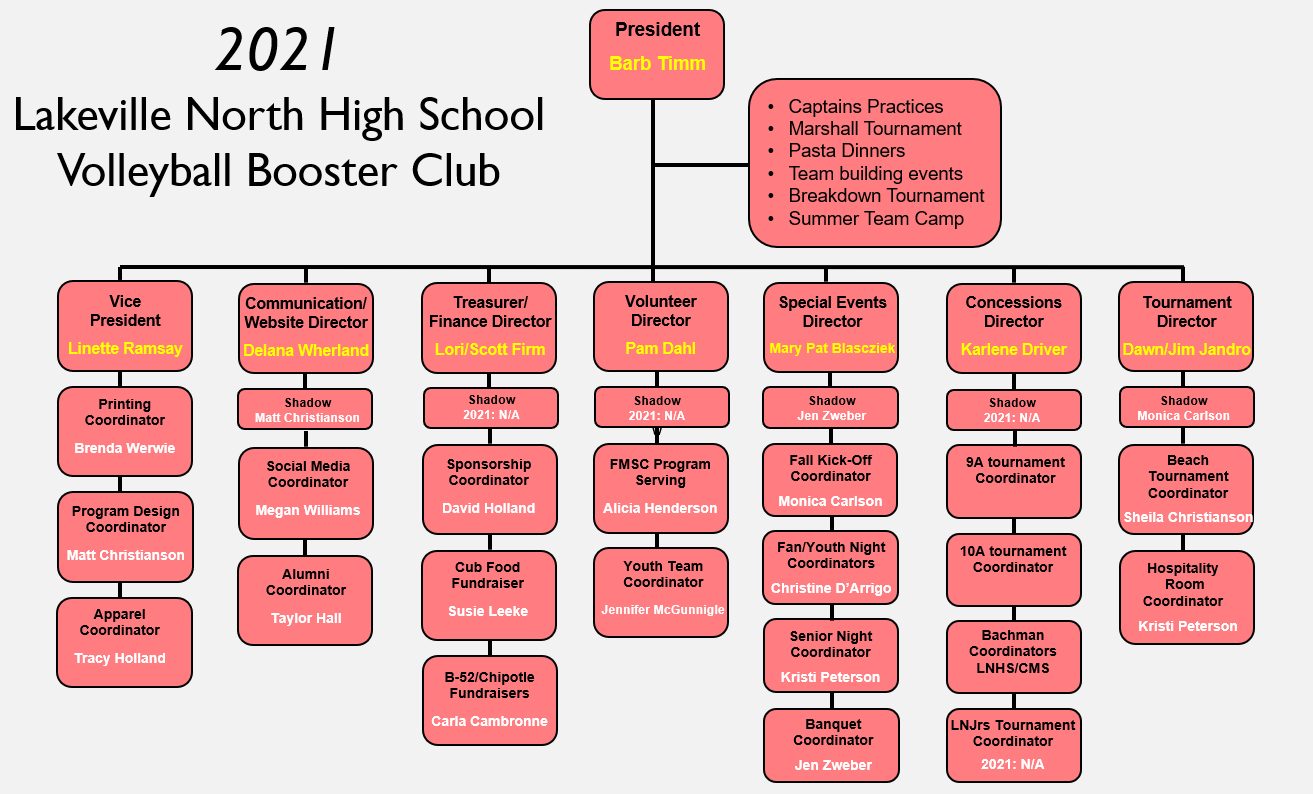 2021
Lakeville North High School
Volleyball Booster Club
President
Barb Timm
• Captains Practices
• Marshall Tournament
• Pasta Dinners
• Team building events
• Breakdown Tournament
• Summer Team Camp
Vice
President
Linette Ramsay
Printing
Coordinator
Brenda Werwie
Program Design
Coordinator
Matt Christianson
Apparel
Coordinator
Tracy Holland
Communication/
Website Director
Delana Wherland
Shadow
Matt Christianson
Social Media
Coordinator
Megan Williams
Alumni
Coordinator
Taylor Hall
Treasurer/
Finance Director
Lori/Scott Firm
Shadow
2021: N/A
Sponsorship
Coordinator
David Holland
Cub Food
Fundraiser
Susie Leeke
B-52/Chipotle
Fundraisers
Carla Cambronne
Volunteer
Director
Pam Dahl
Shadow
2021: N/A
W
FMSC Program
Serving
Alicia Henderson
Youth Team
Coordinator
Jennifer McGunnigle
Special Events
Director
Mary Pat Blascziek
Shadow
Jen Zweber
Fall Kick-Off
Coordinator
Monica Carlson
Fan/Youth Night
Coordinators
Christine D'Arrigo
Senior Night
Coordinator
Kristi Peterson
Banquet
Coordinator
Jen Zweber
Concessions
Director
Karlene Driver
Shadow
2021: N/A
9A tournament
Coordinator
10A tournament
Coordinator
Bachman
Coordinators
LNHS/CMS
LNJrs Tournament
Coordinator
2021: N/A
Tournament
Director
Dawn/Jim Jandro
Shadow
Monica Carlson
Beach
Tournament
Coordinator
Sheila Christianson
Hospitality
Room
Coordinator
Kristi Peterson